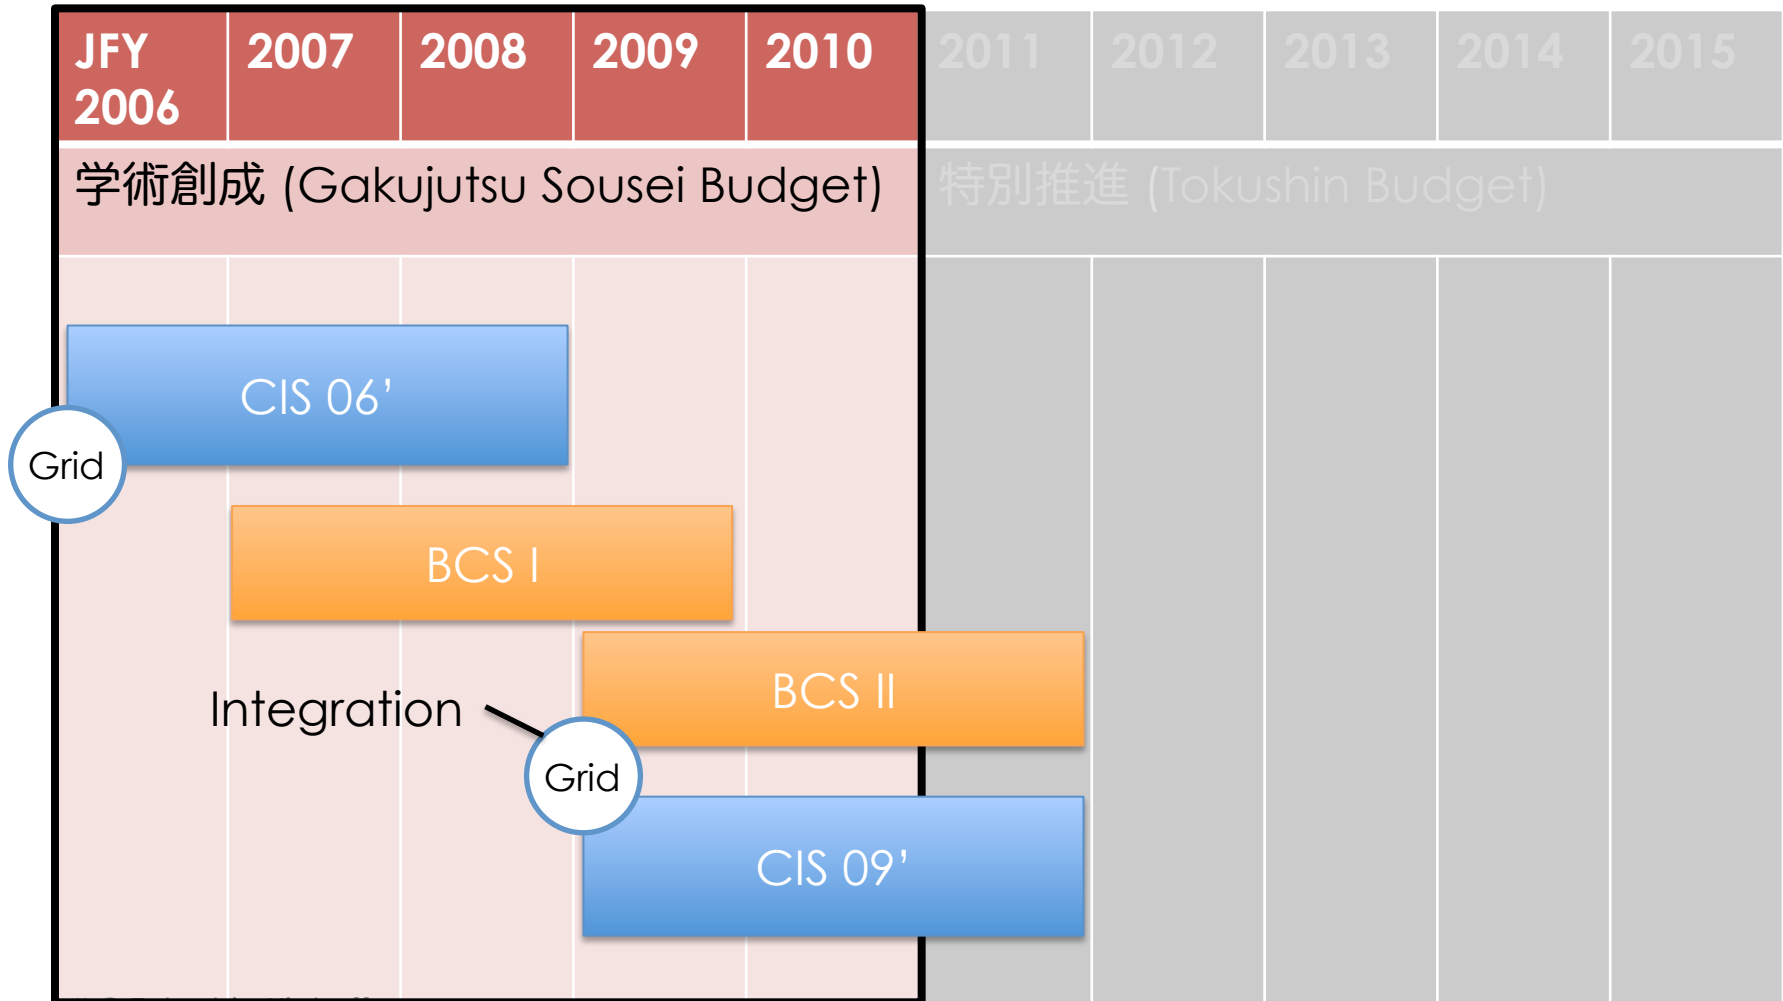 JFY 2006 2007 2008 2009 2010 2011 2012 2013 2014 2015
学術創成 (Gakujutsu Sousei Budget) 特別推進 (Tokushin Budget)
CIS 06’
Grid
BCS I
BCS II
Integration
Grid
CIS 09’